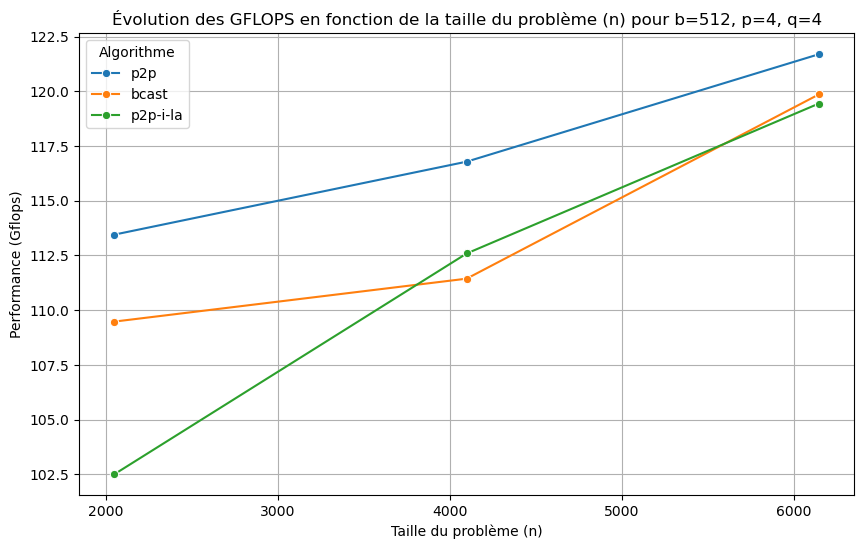 Évolution des GFLOPS en fonction de la taille du problème (n) pour b=512, p=4, q=4
Algorithme
p2p
bcast
p2p-i-la
Performance (Gflops)
122.5
120.0
117.5
115.0
112.5
110.0
107.5
105.0
102.5
2000 3000 4000 5000 6000
Taille du problème (n)